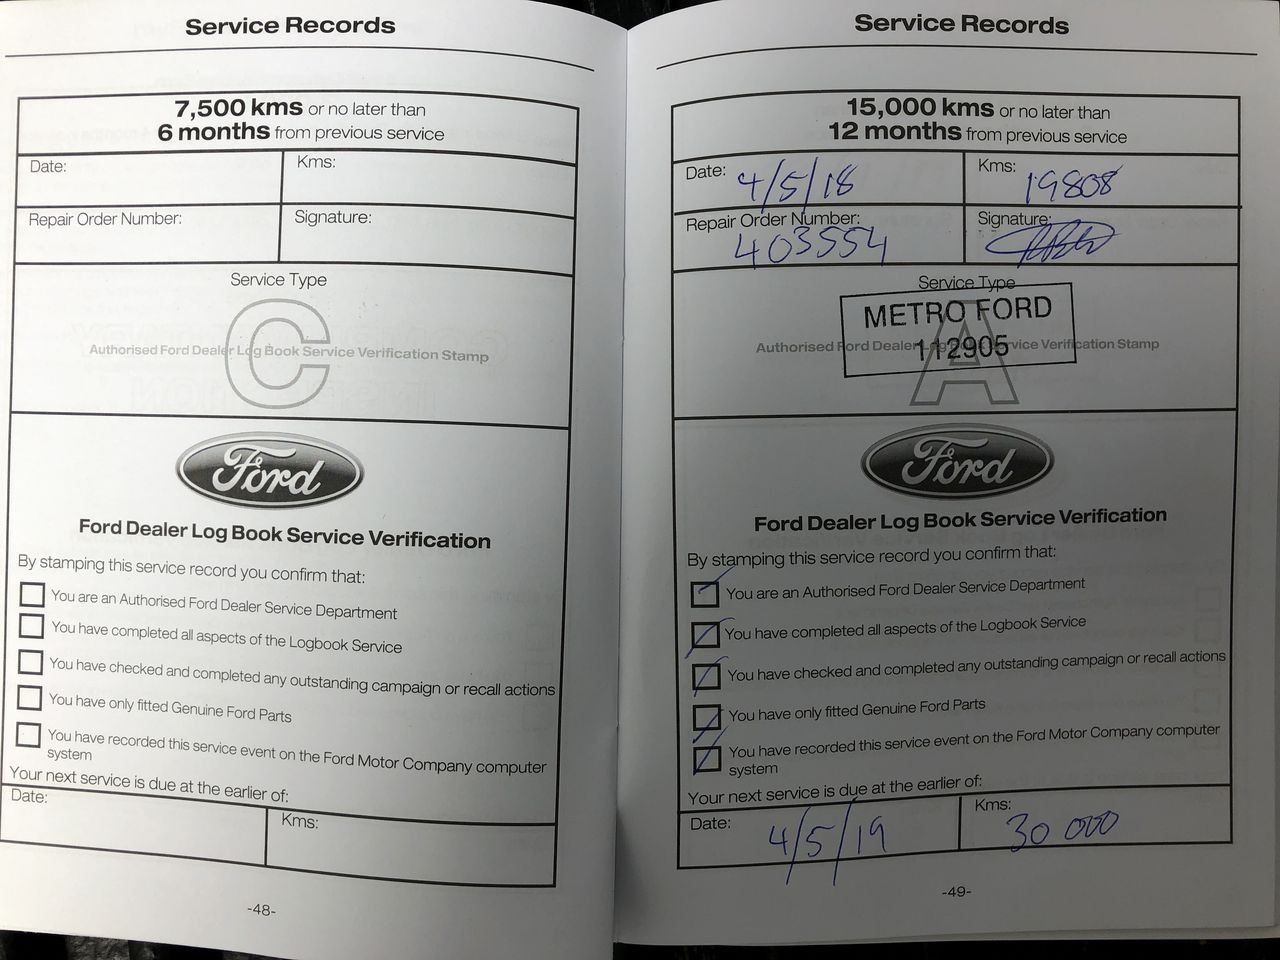 Service Records
7,500 kms or no later than
6 months from previous service
Date:
Kms:
Repair Order Number:
Signature:
Service Type
C
Authorised Ford Dealer Log Book Service Verification Stamp
Ford
Ford Dealer Log Book Service Verification
By stamping this service record you confirm that:
You are an Authorised Ford Dealer Service Department
You have completed all aspects of the Logbook Service
You have checked and completed any outstanding campaign or recall actions
You have only fitted Genuine Ford Parts
You have recorded this service event on the Ford Motor Company computer
system
Your next service is due at the earlier of:
Date:
Kms:
-48-
Service Records
15,000 kms or no later than
12 months from previous service
Date: 4/5/18
Kms: 19808
Repair Order Number:
403554
Signature:
Service Type
METRO FORD
112905
A
Authorised Ford Dealer Log Book Service Verification Stamp
Ford
Ford Dealer Log Book Service Verification
By stamping this service record you confirm that:
You are an Authorised Ford Dealer Service Department
You have completed all aspects of the Logbook Service
You have checked and completed any outstanding campaign or recall actions
You have only fitted Genuine Ford Parts
You have recorded this service event on the Ford Motor Company computer
system
Your next service is due at the earlier of:
Date: 4/5/19
Kms: 30 000
-49-